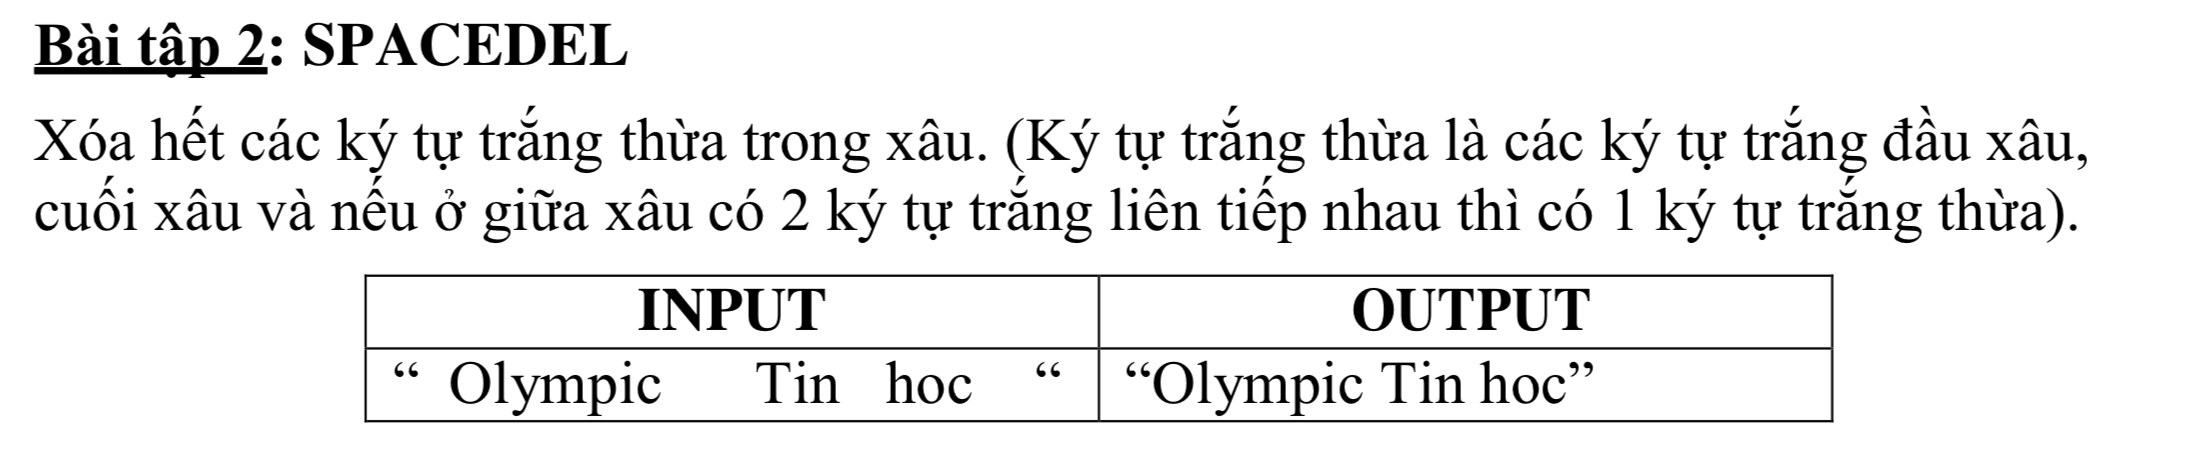 Bài tập 2: SPACEDEL
Xóa hết các ký tự trắng thừa trong xâu. (Ký tự trắng thừa là các ký tự trắng đầu xâu,
cuối xâu và nếu ở giữa xâu có 2 ký tự trắng liên tiếp nhau thì có 1 ký tự trắng thừa).
INPUT OUTPUT
“ Olympic    Tin  hoc   “ “Olympic Tin hoc”